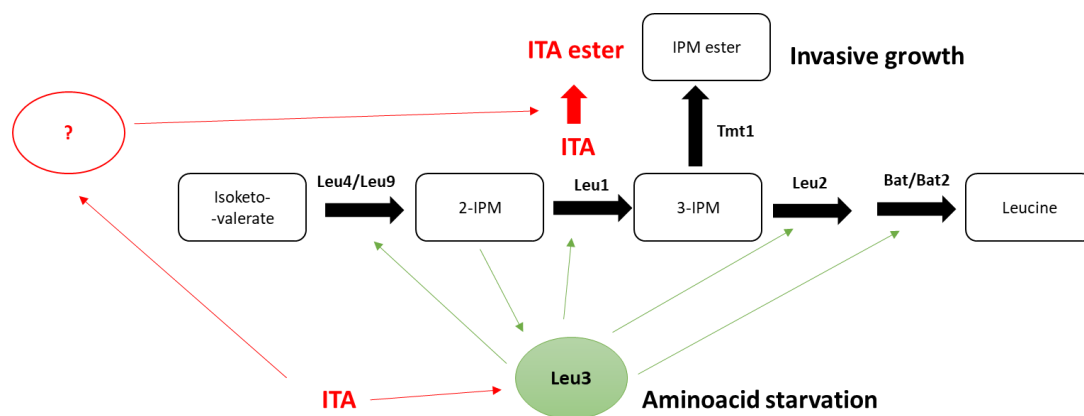 ITA ester
IPM ester
Invasive growth
?
ITA
Tmt1
Isoketo-
-valerate
Leu4/Leu9
2-IPM
Leu1
3-IPM
Leu2
Bat/Bat2
Leucine
ITA
Leu3
Aminoacid starvation